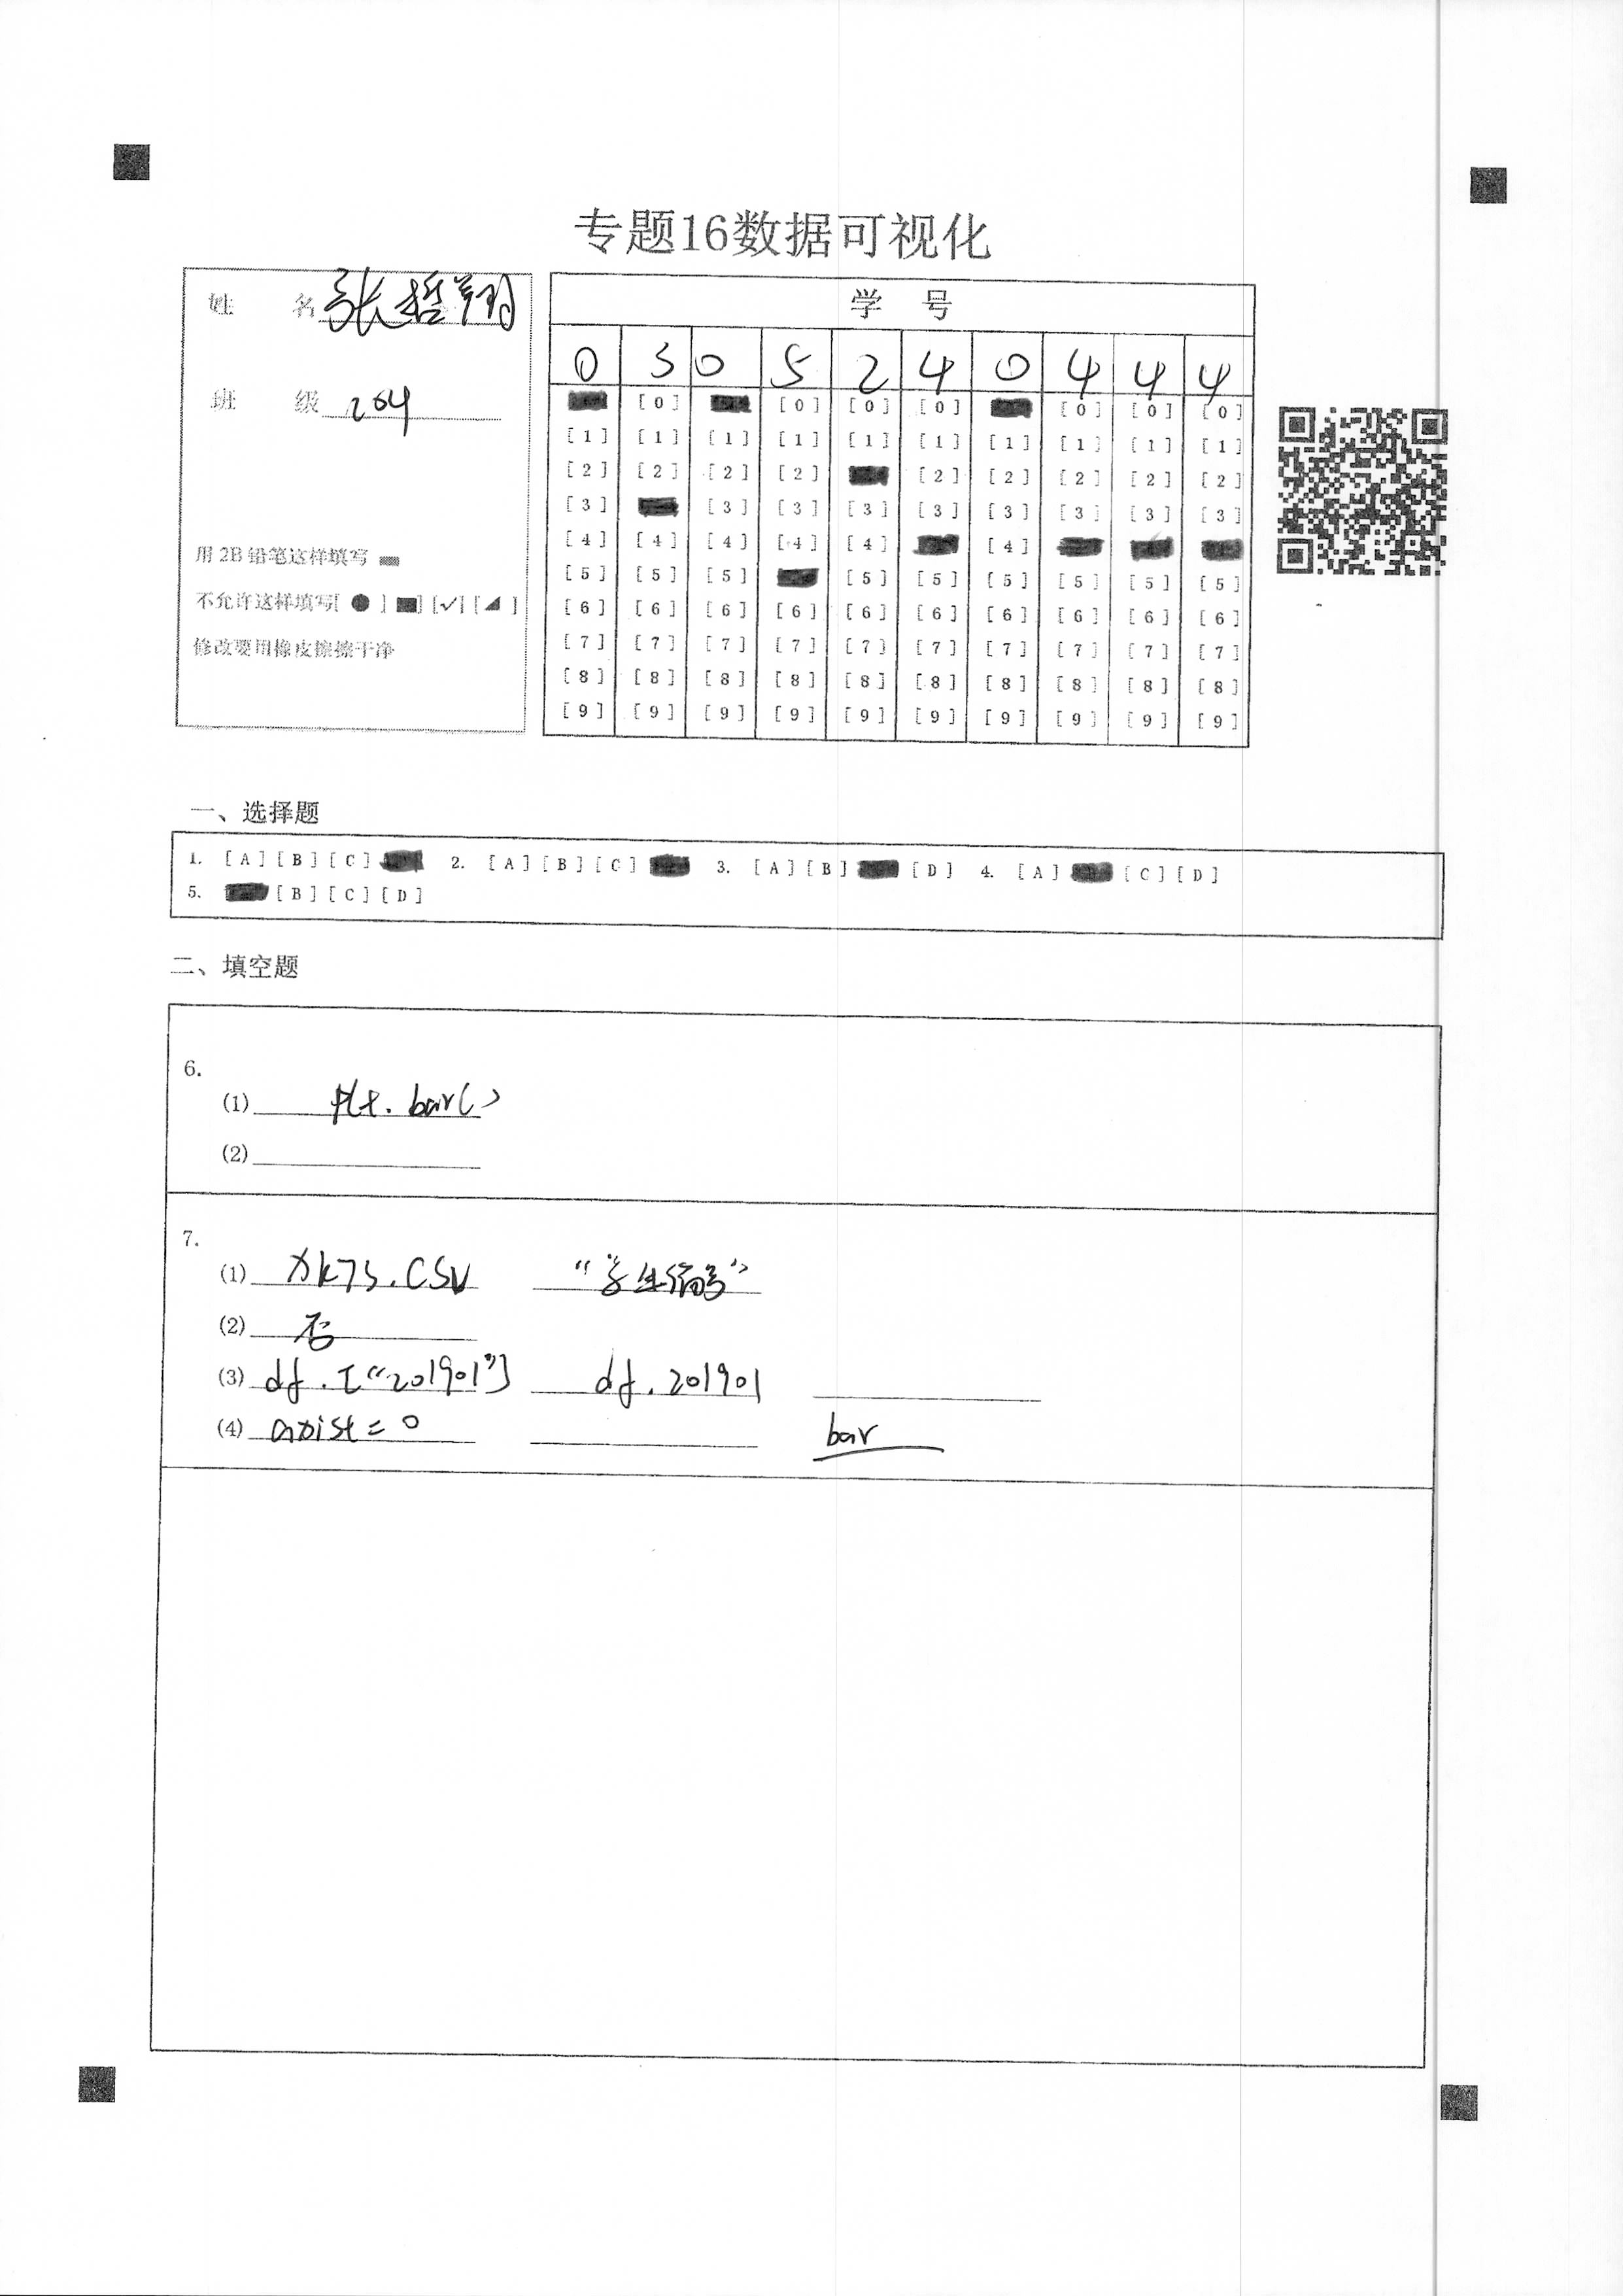 专题16数据可视化
姓 名 张哲翔
班 级 204
用 2B 铅笔这样填写
不允许这样填写[ ● ] [■] [✓] [◢ ]
修改要用橡皮擦擦干净
学 号
0 3 0 5 2 4 0 4 4 4
[0] [0] [0] [0] [0] [0] [0]
[1] [1] [1] [1] [1] [1] [1] [1] [1] [1]
[2] [2] [2] [2] [2] [2] [2] [2] [2]
[3] [3] [3] [3] [3] [3] [3] [3] [3]
[4] [4] [4] [4] [4] [4]
[5] [5] [5] [5] [5] [5] [5] [5] [5]
[6] [6] [6] [6] [6] [6] [6] [6] [6] [6]
[7] [7] [7] [7] [7] [7] [7] [7] [7] [7]
[8] [8] [8] [8] [8] [8] [8] [8] [8] [8]
[9] [9] [9] [9] [9] [9] [9] [9] [9] [9]
一、选择题
1. [A] [B] [C] 2. [A] [B] [C] 3. [A] [B] [D] 4. [A] [C] [D]
5. [B] [C] [D]
二、填空题
6.
(1) plt. bar()
(2)
7.
(1) xk73.CSV “学生编号”
(2) 否
(3) df.[“201901”] df.201901
(4) axist=0 bar